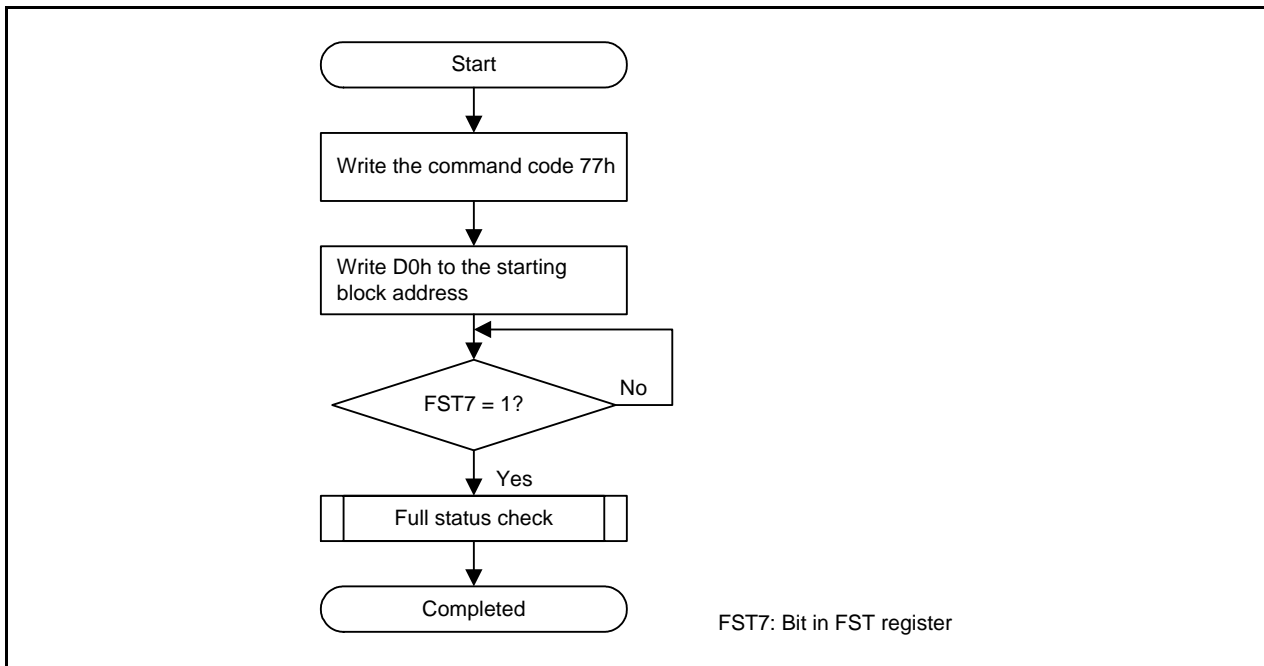 Start
Write the command code 77h
Write D0h to the starting
block address
FST7 = 1?
No
Yes
Full status check
Completed
FST7: Bit in FST register